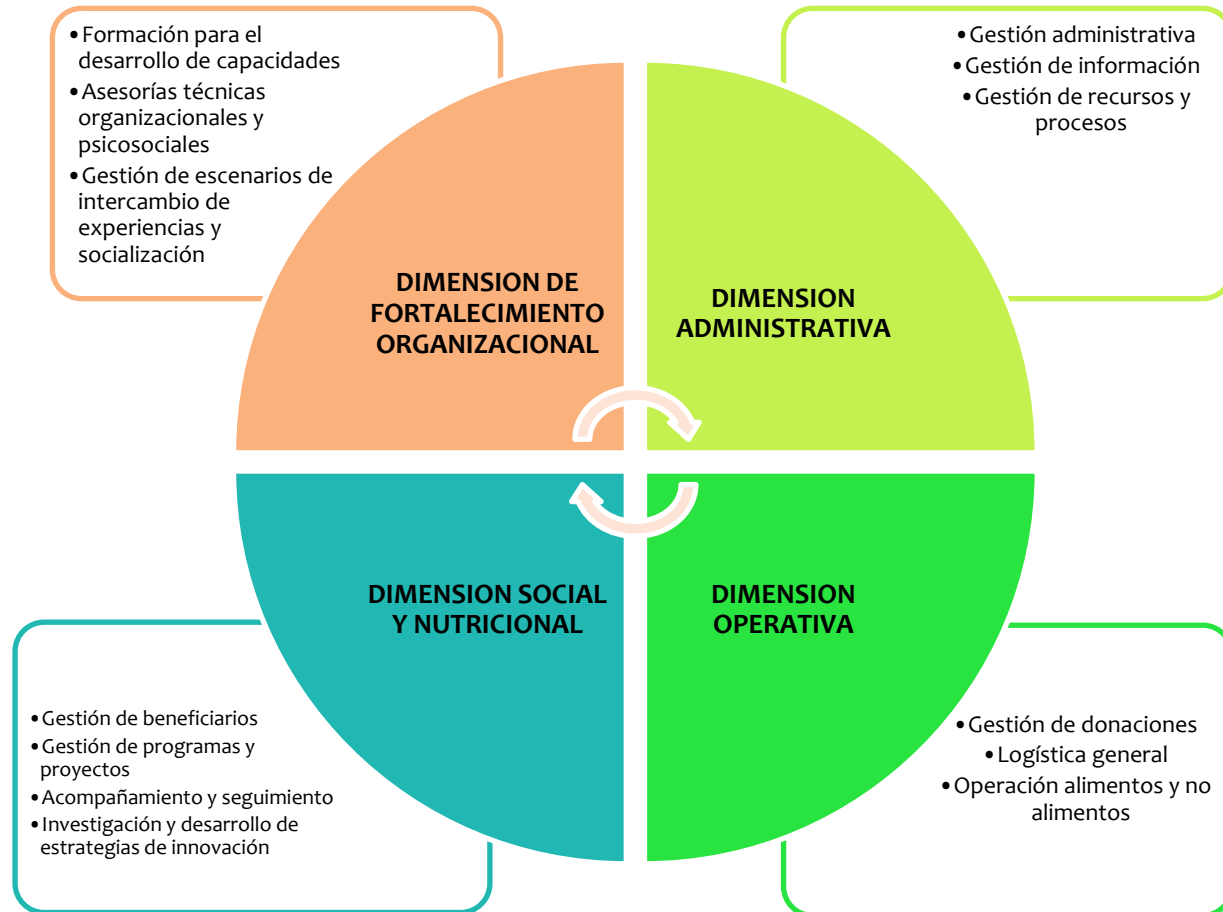 •Formación para el
desarrollo de capacidades
•Asesorías técnicas
organizacionales y
psicosociales
•Gestión de escenarios de
intercambio de
experiencias y
socialización
•Gestión administrativa
•Gestión de información
•Gestión de recursos y
procesos
DIMENSION DE
FORTALECIMIENTO
ORGANIZACIONAL
DIMENSION
ADMINISTRATIVA
DIMENSION SOCIAL
Y NUTRICIONAL
DIMENSION
OPERATIVA
•Gestión de beneficiarios
•Gestión de programas y
proyectos
•Acompañamiento y seguimiento
•Investigación y desarrollo de
estrategias de innovación
•Gestión de donaciones
•Logística general
•Operación alimentos y no
alimentos